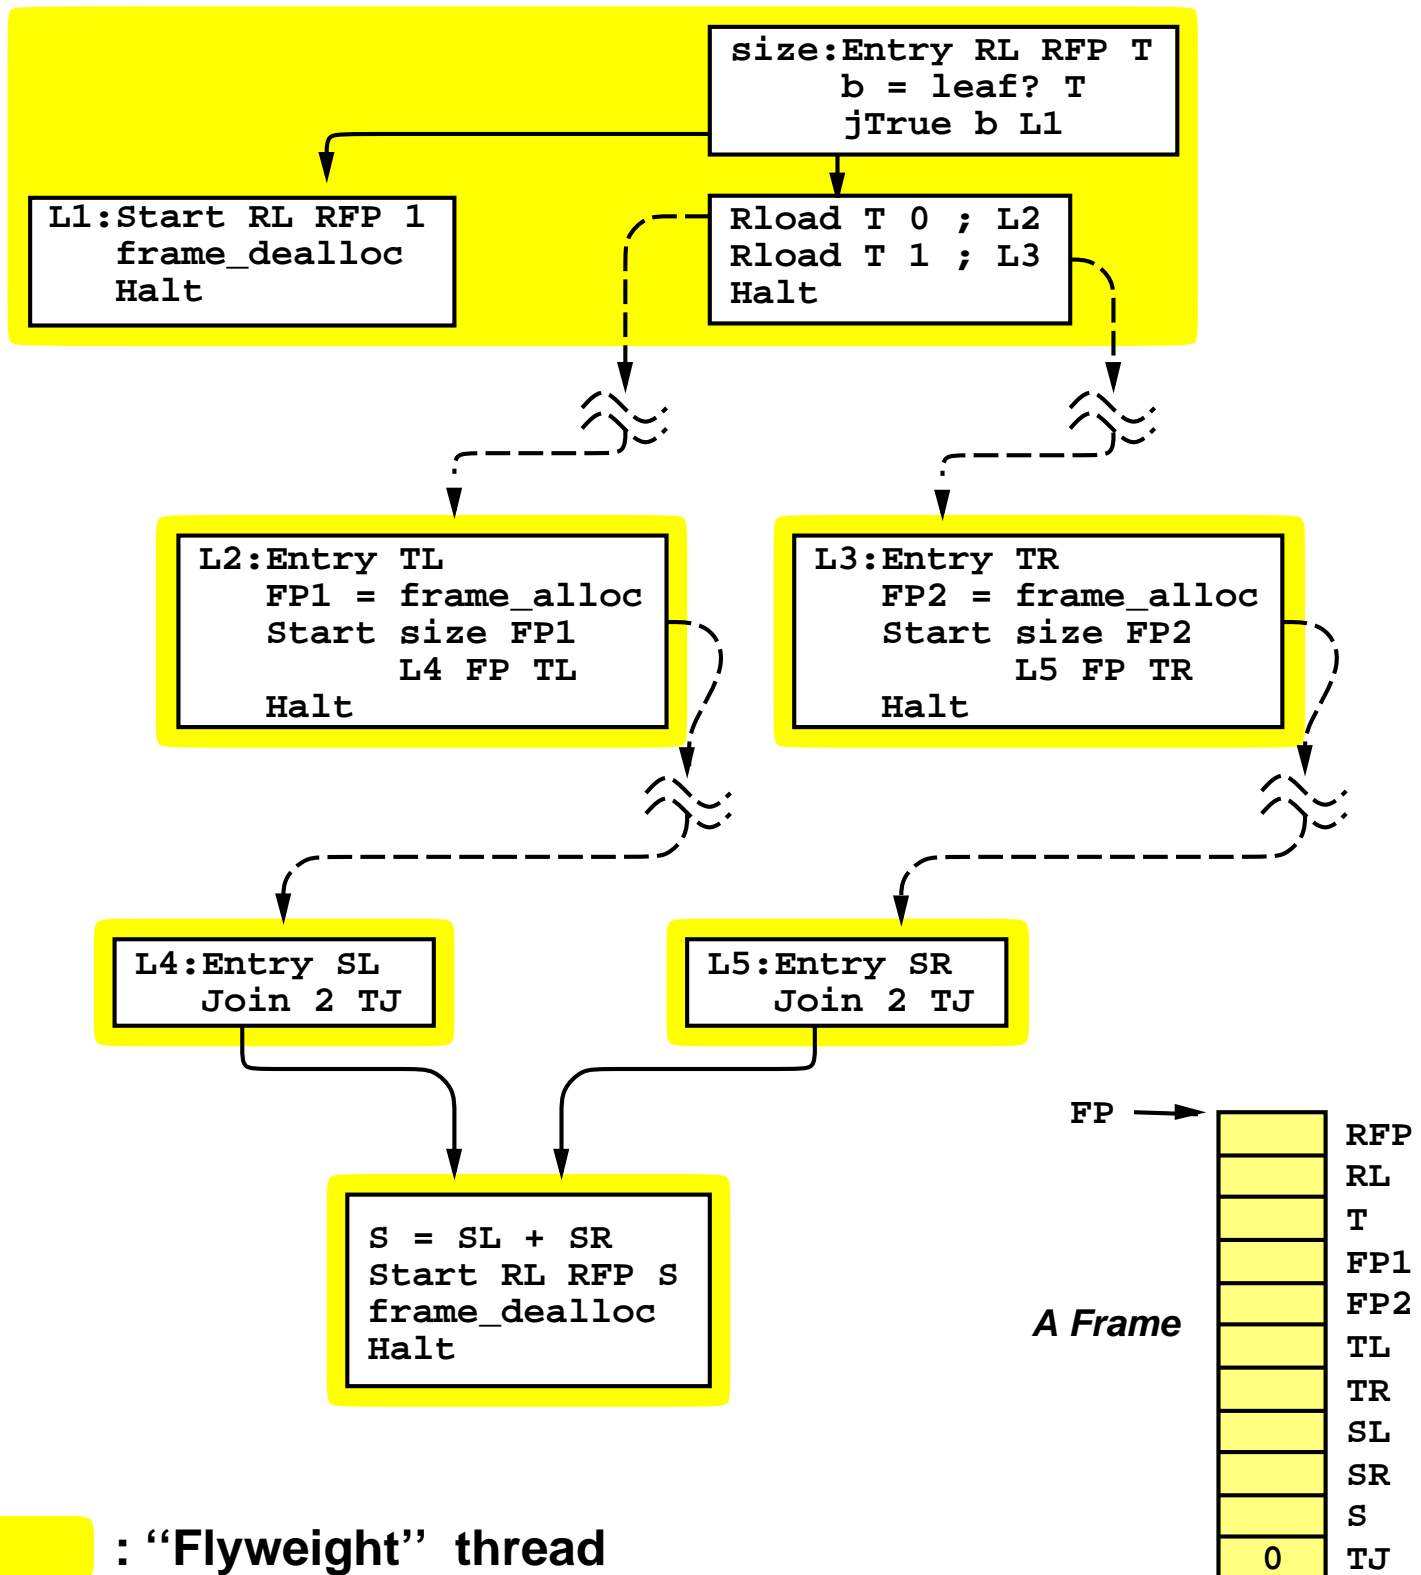 size:Entry RL RFP T
b = leaf? T
jTrue b L1
L1:Start RL RFP 1
frame_dealloc
Halt
Rload T 0 ; L2
Rload T 1 ; L3
Halt
L2:Entry TL
FP1 = frame_alloc
Start size FP1
L4 FP TL
Halt
L3:Entry TR
FP2 = frame_alloc
Start size FP2
L5 FP TR
Halt
L4:Entry SL
Join 2 TJ
L5:Entry SR
Join 2 TJ
S = SL + SR
Start RL RFP S
frame_dealloc
Halt
FP
RFP
RL
T
FP1
FP2
A Frame
TL
TR
SL
SR
S
0 TJ
: ‘‘Flyweight’’ thread